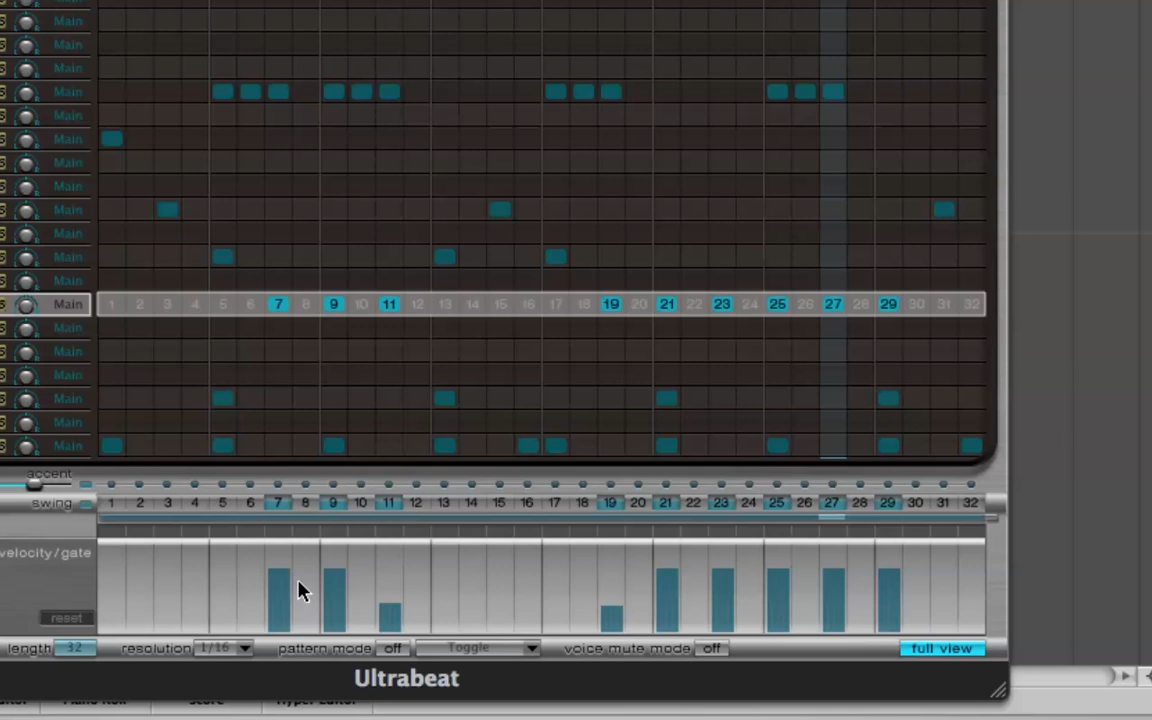 Main
Main
Main
Main
Main
Main
Main
Main
Main
Main
Main
Main
Main 1 2 3 4 5 6 7 8 9 10 11 12 13 14 15 16 17 18 19 20 21 22 23 24 25 26 27 28 29 30 31 32
Main
Main
Main
Main
Main
Main
accent
swing 1 2 3 4 5 6 7 8 9 10 11 12 13 14 15 16 17 18 19 20 21 22 23 24 25 26 27 28 29 30 31 32
velocity/gate
reset
length 32 resolution 1/16 pattern mode off Toggle voice mute mode off full view
Ultrabeat